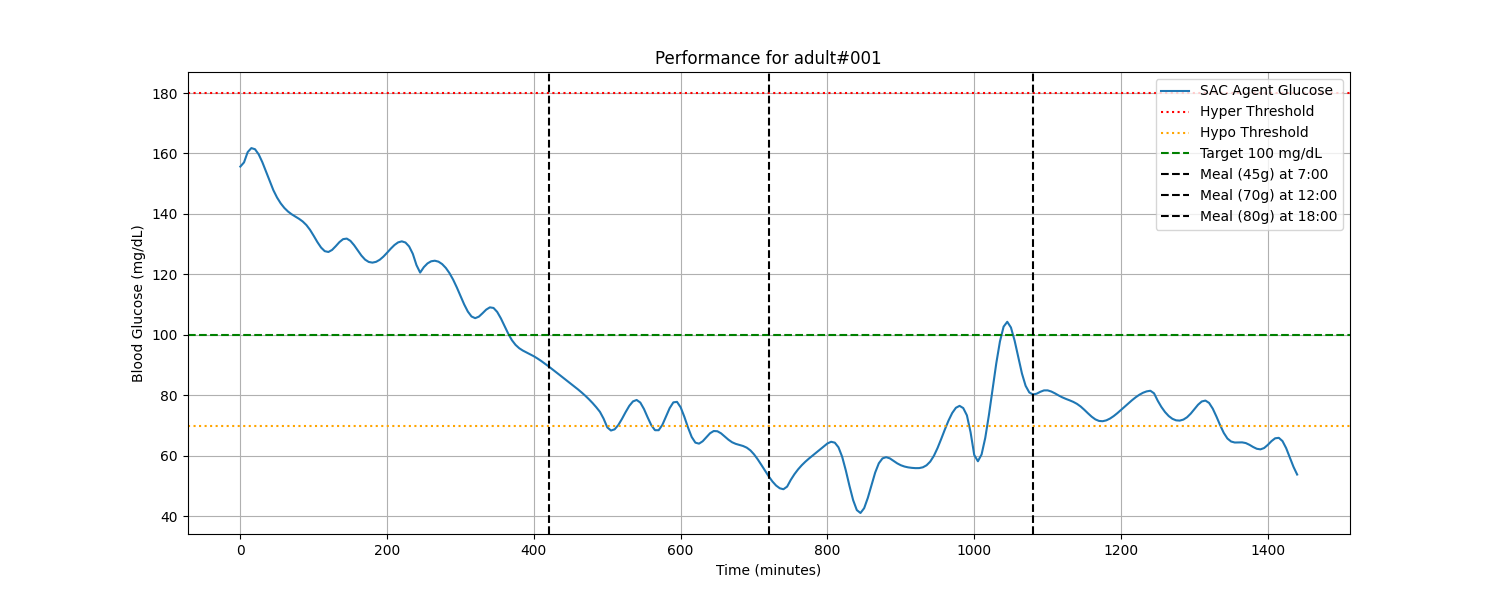 Performance for adult#001
Blood Glucose (mg/dL)
180
160
140
120
100
80
60
40
SAC Agent Glucose
Hyper Threshold
Hypo Threshold
Target 100 mg/dL
Meal (45g) at 7:00
Meal (70g) at 12:00
Meal (80g) at 18:00
0 200 400 600 800 1000 1200 1400
Time (minutes)